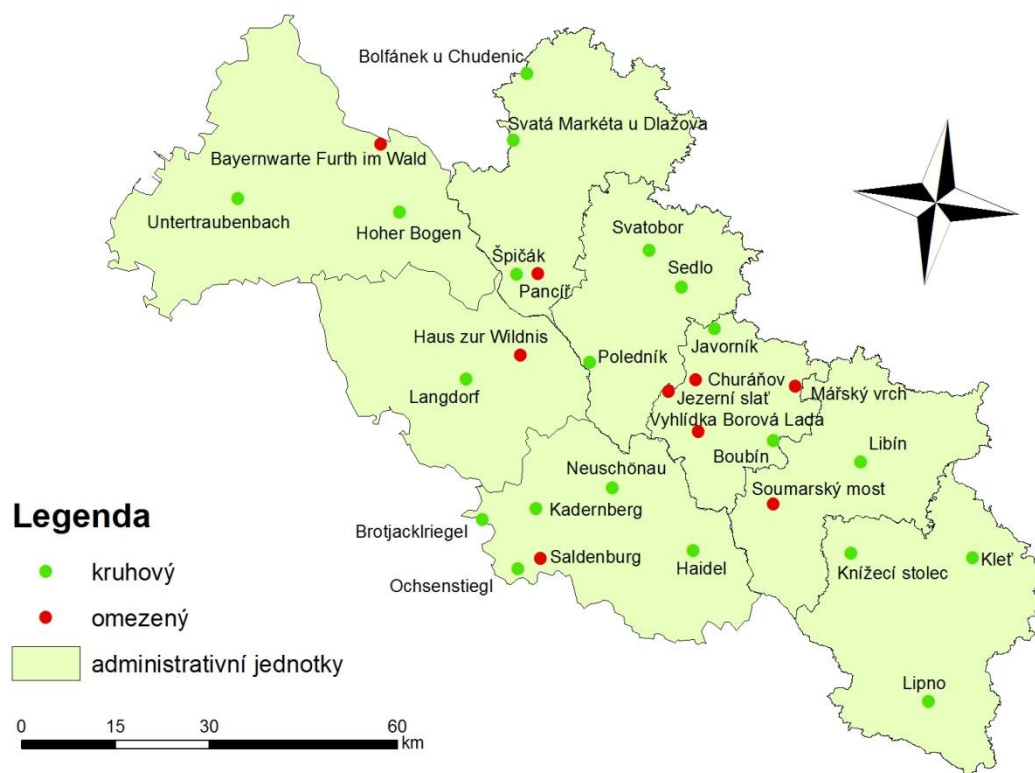 Bolfánek u Chudenic
Svatá Markéta u Dlažova
Bayernwarte Furth im Wald
Untertraubenbach
Hoher Bogen
Svatobor
Špičák
Sedlo
Pancíř
Haus zur Wildnis
Javorník
Poledník
Langdorf
Churáňov
Jezerní slať
Mářský vrch
Vyhlídka Borová Lada
Boubín
Libín
Neuschönau
Soumarský most
Kadernberg
Brotjacklriegel
Saldenburg
Haidel
Knížecí stolec
Kleť
Ochsenstiegl
Lipno
Legenda
kruhový
omezený
administrativní jednotky
0 15 30 60
km